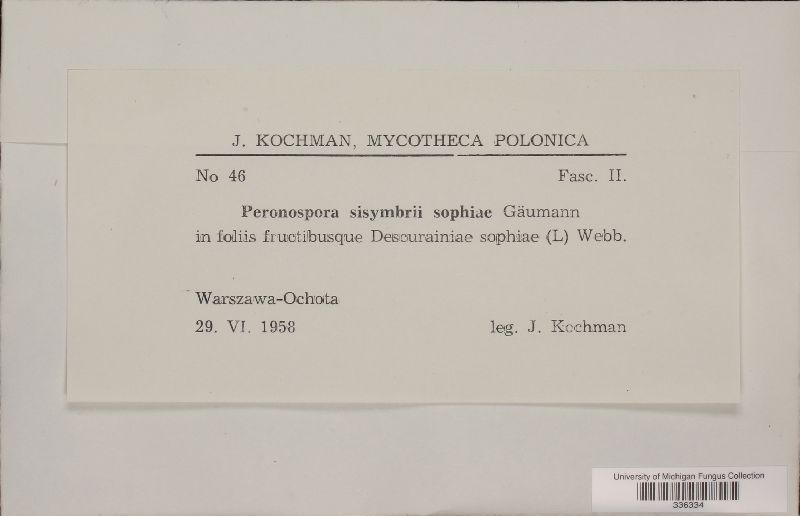 J. KOCHMAN, MYCOTHECA POLONICA
No 46 Fasc. II.
Peronospora sisymbrii sophiae Gäumann
in foliis fructibusque Descurainiae sophiae (L) Webb.
Warszawa-Ochota
29. VI. 1958 leg. J. Kochman
University of Michigan Fungus Collection
336334